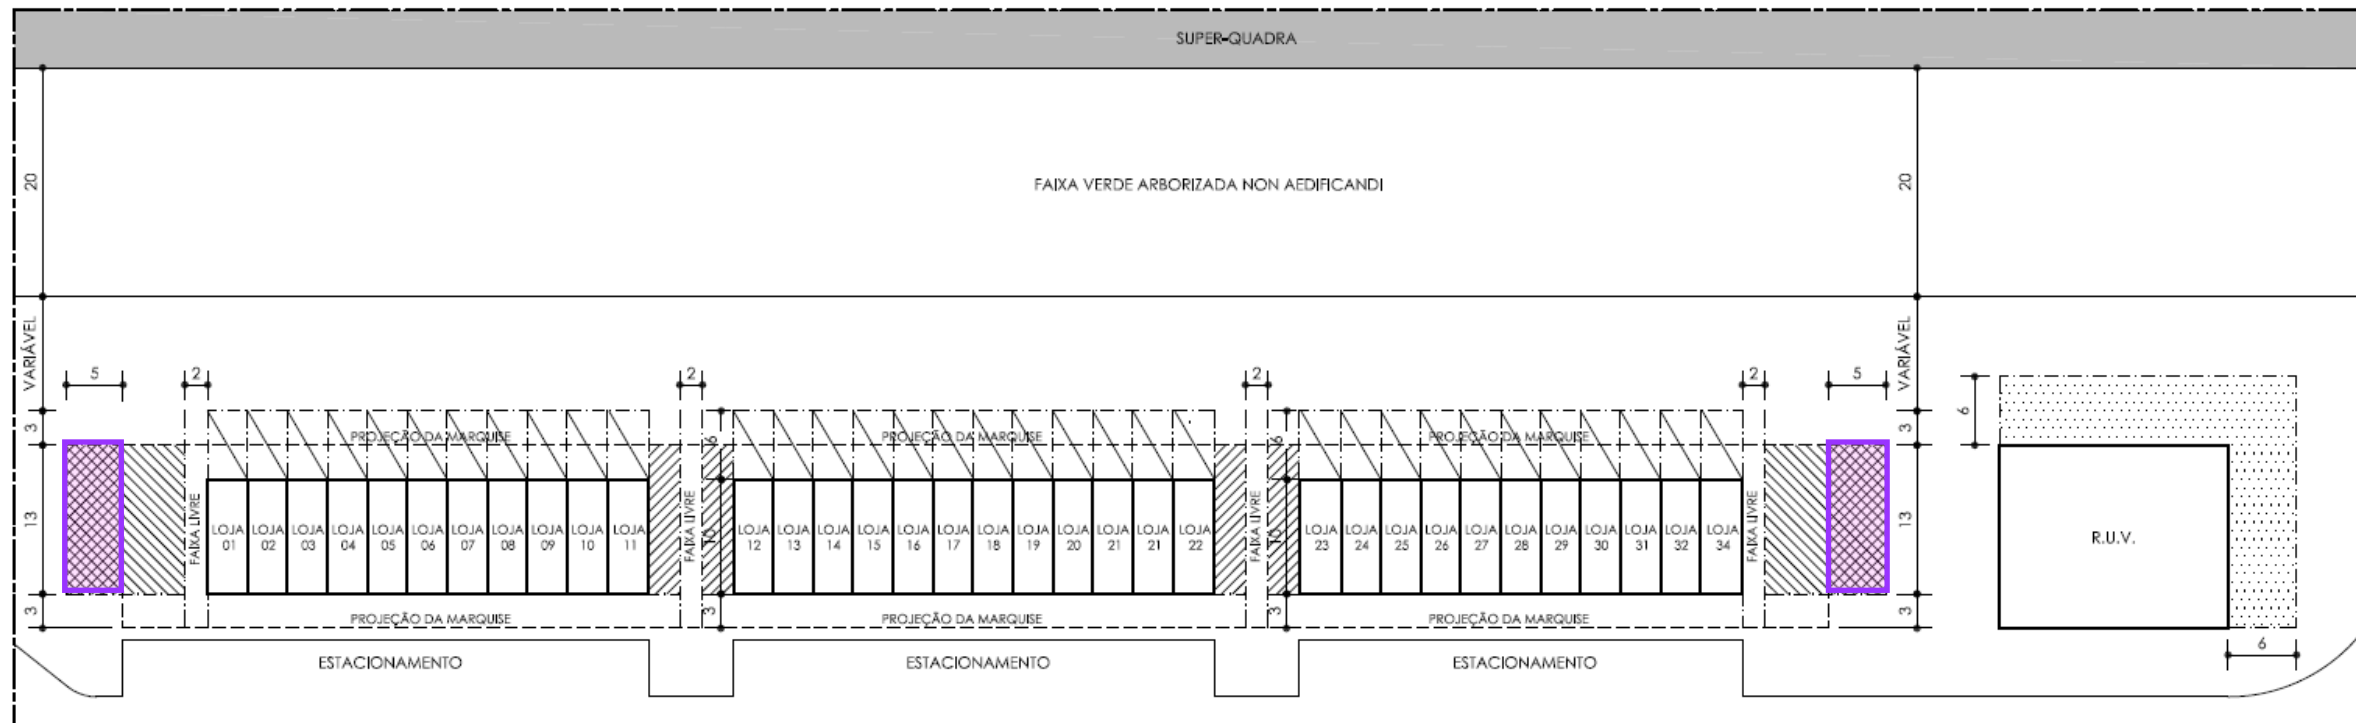 SUPER-QUADRA
20
FAIXA VERDE ARBORIZADA NON AEDIFICANDI
20
VARIÁVEL
VARIÁVEL
5
2
2
2
2
5
6
3
PROJEÇÃO DA MARQUISE
6
PROJEÇÃO DA MARQUISE
6
PROJEÇÃO DA MARQUISE
3
13
FAIXA LIVRE
LOJA 01
LOJA 02
LOJA 03
LOJA 04
LOJA 05
LOJA 06
LOJA 07
LOJA 08
LOJA 09
LOJA 10
LOJA 11
FAIXA LIVRE
10
LOJA 12
LOJA 13
LOJA 14
LOJA 15
LOJA 16
LOJA 17
LOJA 18
LOJA 19
LOJA 20
LOJA 21
LOJA 21
LOJA 22
FAIXA LIVRE
10
LOJA 23
LOJA 24
LOJA 25
LOJA 26
LOJA 27
LOJA 28
LOJA 29
LOJA 30
LOJA 31
LOJA 32
LOJA 34
FAIXA LIVRE
13
R.U.V.
3
PROJEÇÃO DA MARQUISE
3
PROJEÇÃO DA MARQUISE
3
PROJEÇÃO DA MARQUISE
3
6
ESTACIONAMENTO
ESTACIONAMENTO
ESTACIONAMENTO